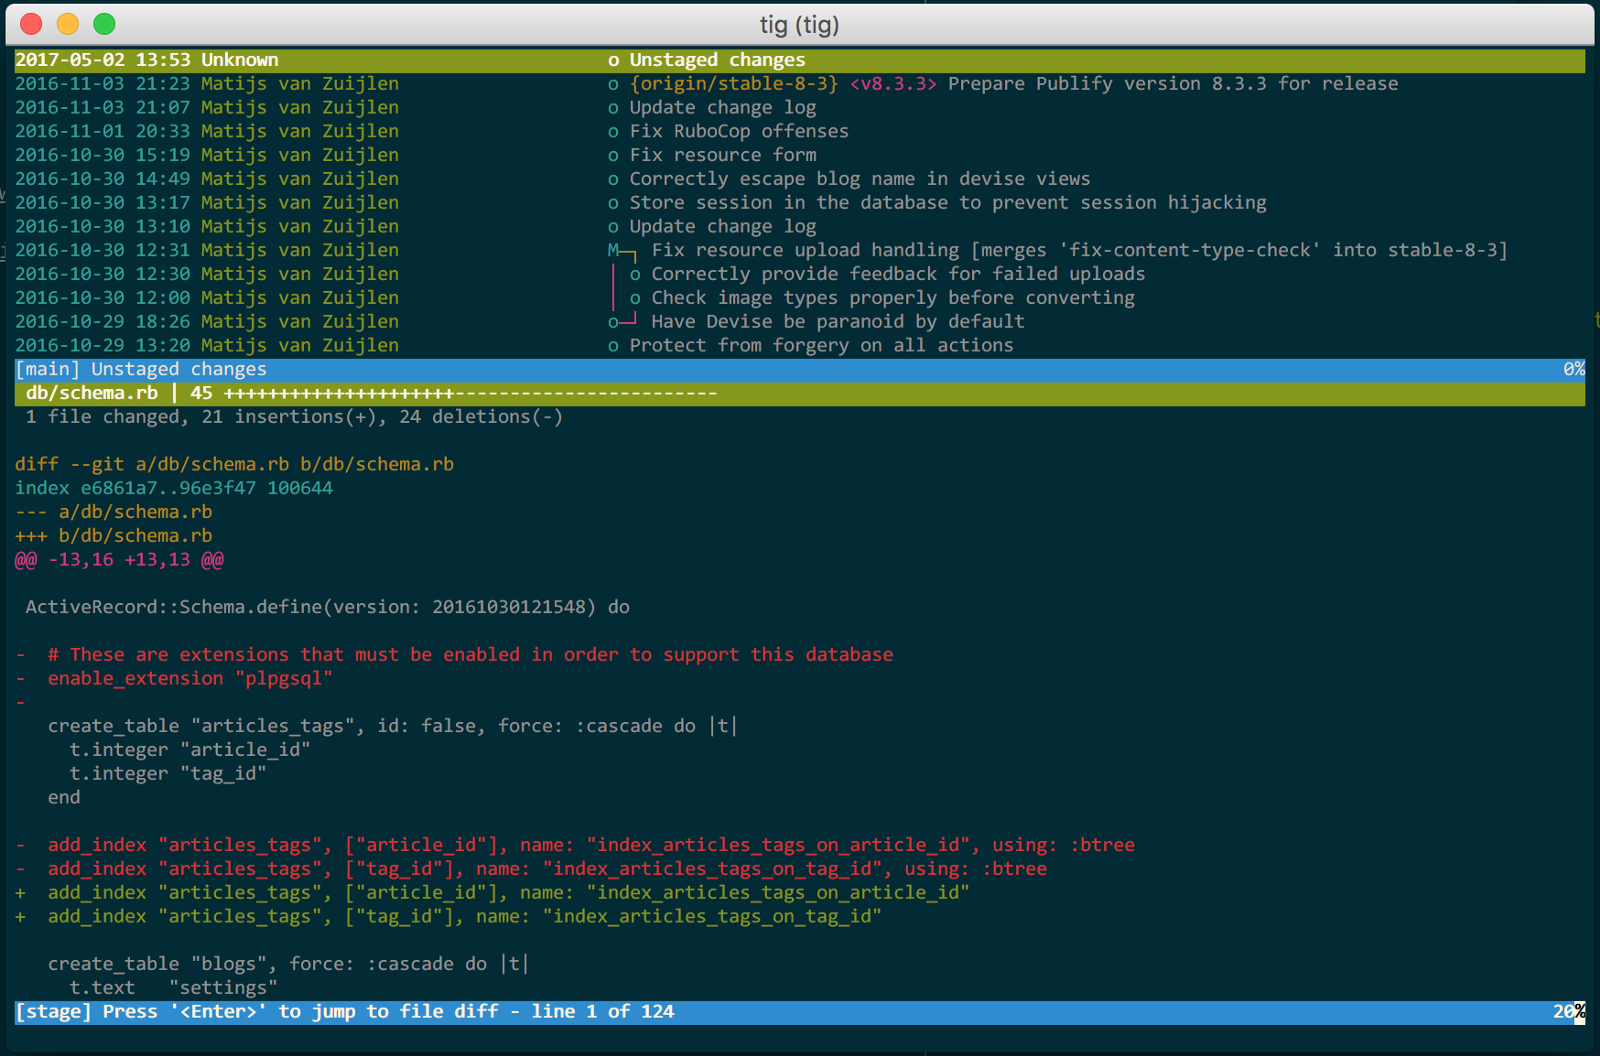 tig (tig)
2017-05-02 13:53 Unknown o Unstaged changes
2016-11-03 21:23 Matijs van Zuijlen o {origin/stable-8-3} <v8.3.3> Prepare Publify version 8.3.3 for release
2016-11-03 21:07 Matijs van Zuijlen o Update change log
2016-11-01 20:33 Matijs van Zuijlen o Fix RuboCop offenses
2016-10-30 15:19 Matijs van Zuijlen o Fix resource form
2016-10-30 14:49 Matijs van Zuijlen o Correctly escape blog name in devise views
2016-10-30 13:17 Matijs van Zuijlen o Store session in the database to prevent session hijacking
2016-10-30 13:10 Matijs van Zuijlen o Update change log
2016-10-30 12:31 Matijs van Zuijlen M─┐ Fix resource upload handling [merges 'fix-content-type-check' into stable-8-3]
2016-10-30 12:30 Matijs van Zuijlen │ o Correctly provide feedback for failed uploads
2016-10-30 12:00 Matijs van Zuijlen │ o Check image types properly before converting
2016-10-29 18:26 Matijs van Zuijlen o─┘ Have Devise be paranoid by default
2016-10-29 13:20 Matijs van Zuijlen o Protect from forgery on all actions
[main] Unstaged changes 0%
db/schema.rb | 45 +++++++++++++++++++++------------------------
1 file changed, 21 insertions(+), 24 deletions(-)
diff --git a/db/schema.rb b/db/schema.rb
index e6861a7..96e3f47 100644
--- a/db/schema.rb
+++ b/db/schema.rb
@@ -13,16 +13,13 @@
ActiveRecord::Schema.define(version: 20161030121548) do
-  # These are extensions that must be enabled in order to support this database
-  enable_extension "plpgsql"
-
create_table "articles_tags", id: false, force: :cascade do |t|
t.integer "article_id"
t.integer "tag_id"
end
-  add_index "articles_tags", ["article_id"], name: "index_articles_tags_on_article_id", using: :btree
-  add_index "articles_tags", ["tag_id"], name: "index_articles_tags_on_tag_id", using: :btree
+  add_index "articles_tags", ["article_id"], name: "index_articles_tags_on_article_id"
+  add_index "articles_tags", ["tag_id"], name: "index_articles_tags_on_tag_id"
create_table "blogs", force: :cascade do |t|
t.text   "settings"
[stage] Press '<Enter>' to jump to file diff - line 1 of 124 20%